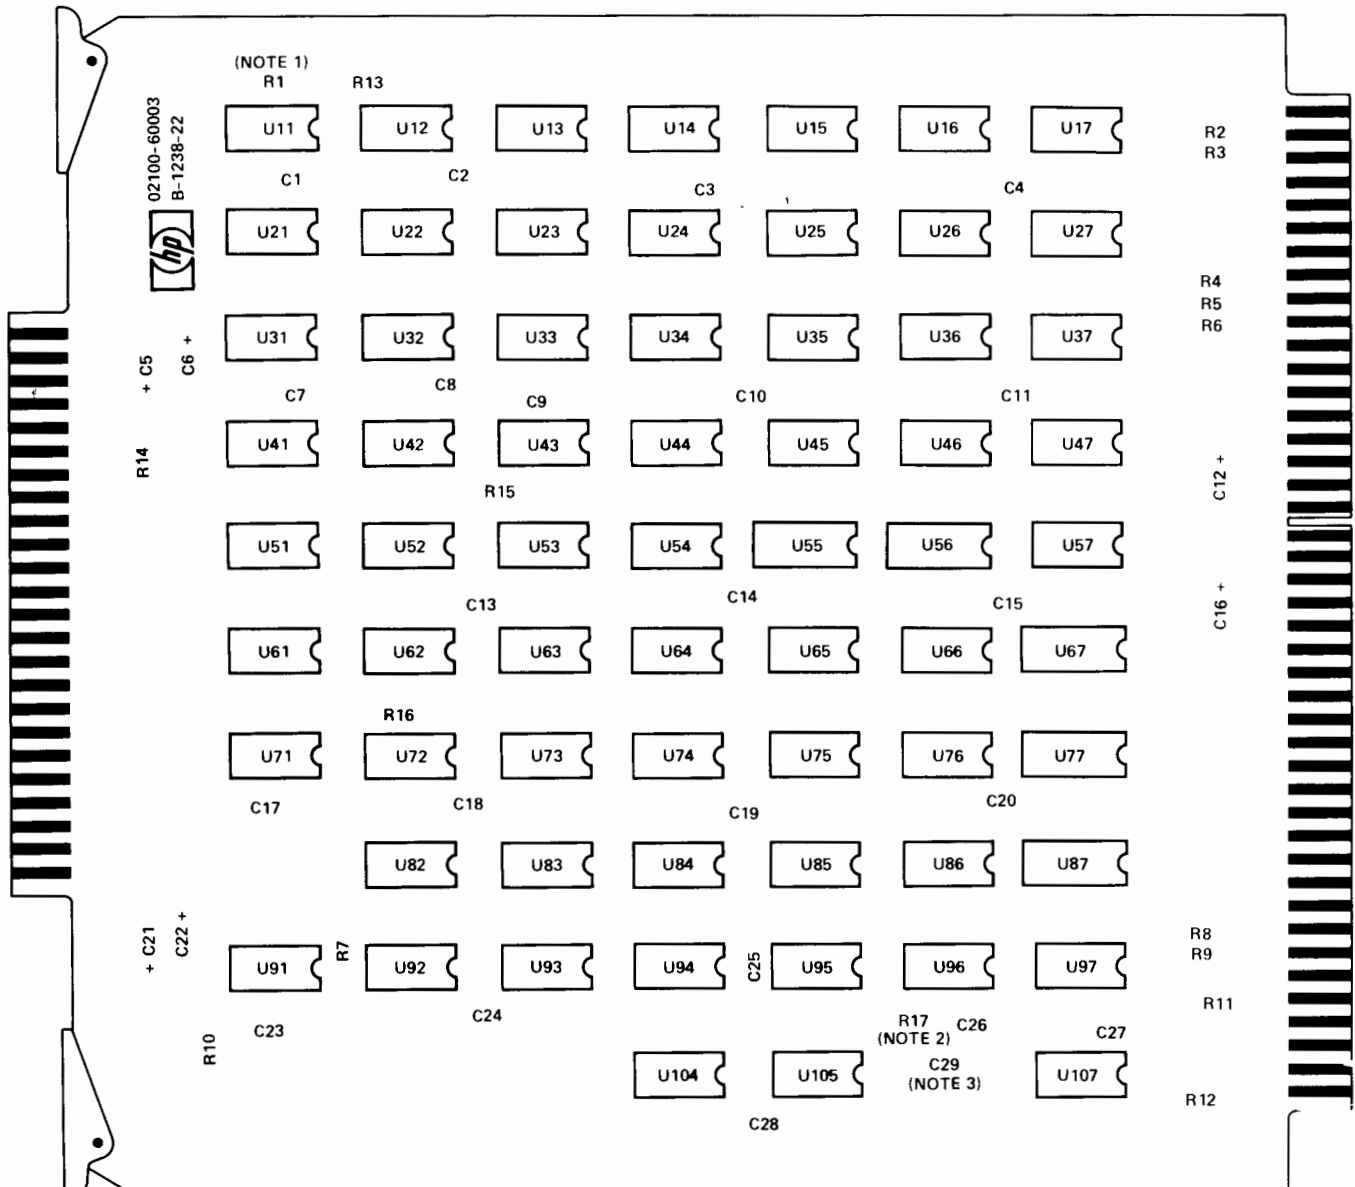 (NOTE 1)
R1
R13
02100-60003
B-1238-22
hp
U11 U12 U13 U14 U15 U16 U17
R2
R3
C1 C2 C3 C4
U21 U22 U23 U24 U25 U26 U27
R4
R5
R6
U31 U32 U33 U34 U35 U36 U37
+ C5
C6 +
C7 C8 C9 C10 C11
U41 U42 U43 U44 U45 U46 U47
R14
C12 +
R15
U51 U52 U53 U54 U55 U56 U57
C13 C14 C15
C16 +
U61 U62 U63 U64 U65 U66 U67
R16
U71 U72 U73 U74 U75 U76 U77
C17 C18 C19 C20
U82 U83 U84 U85 U86 U87
+ C21
C22 +
R8
R9
U91 R7 U92 U93 U94 C25 U95 U96 U97
R11
C23 C24
R17
(NOTE 2)
C26
C27
R10
U104 U105
C29
(NOTE 3)
U107
R12
C28